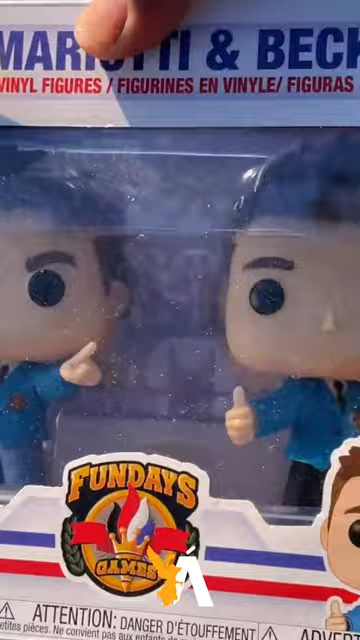 MARIOTTI & BECK
VINYL FIGURES / FIGURINES EN VINYLE/ FIGURAS
FUNDAYS
GAMES
Á
ATTENTION: DANGER D'ÉTOUFFEMENT
etites pièces. Ne convient pas aux enfants de